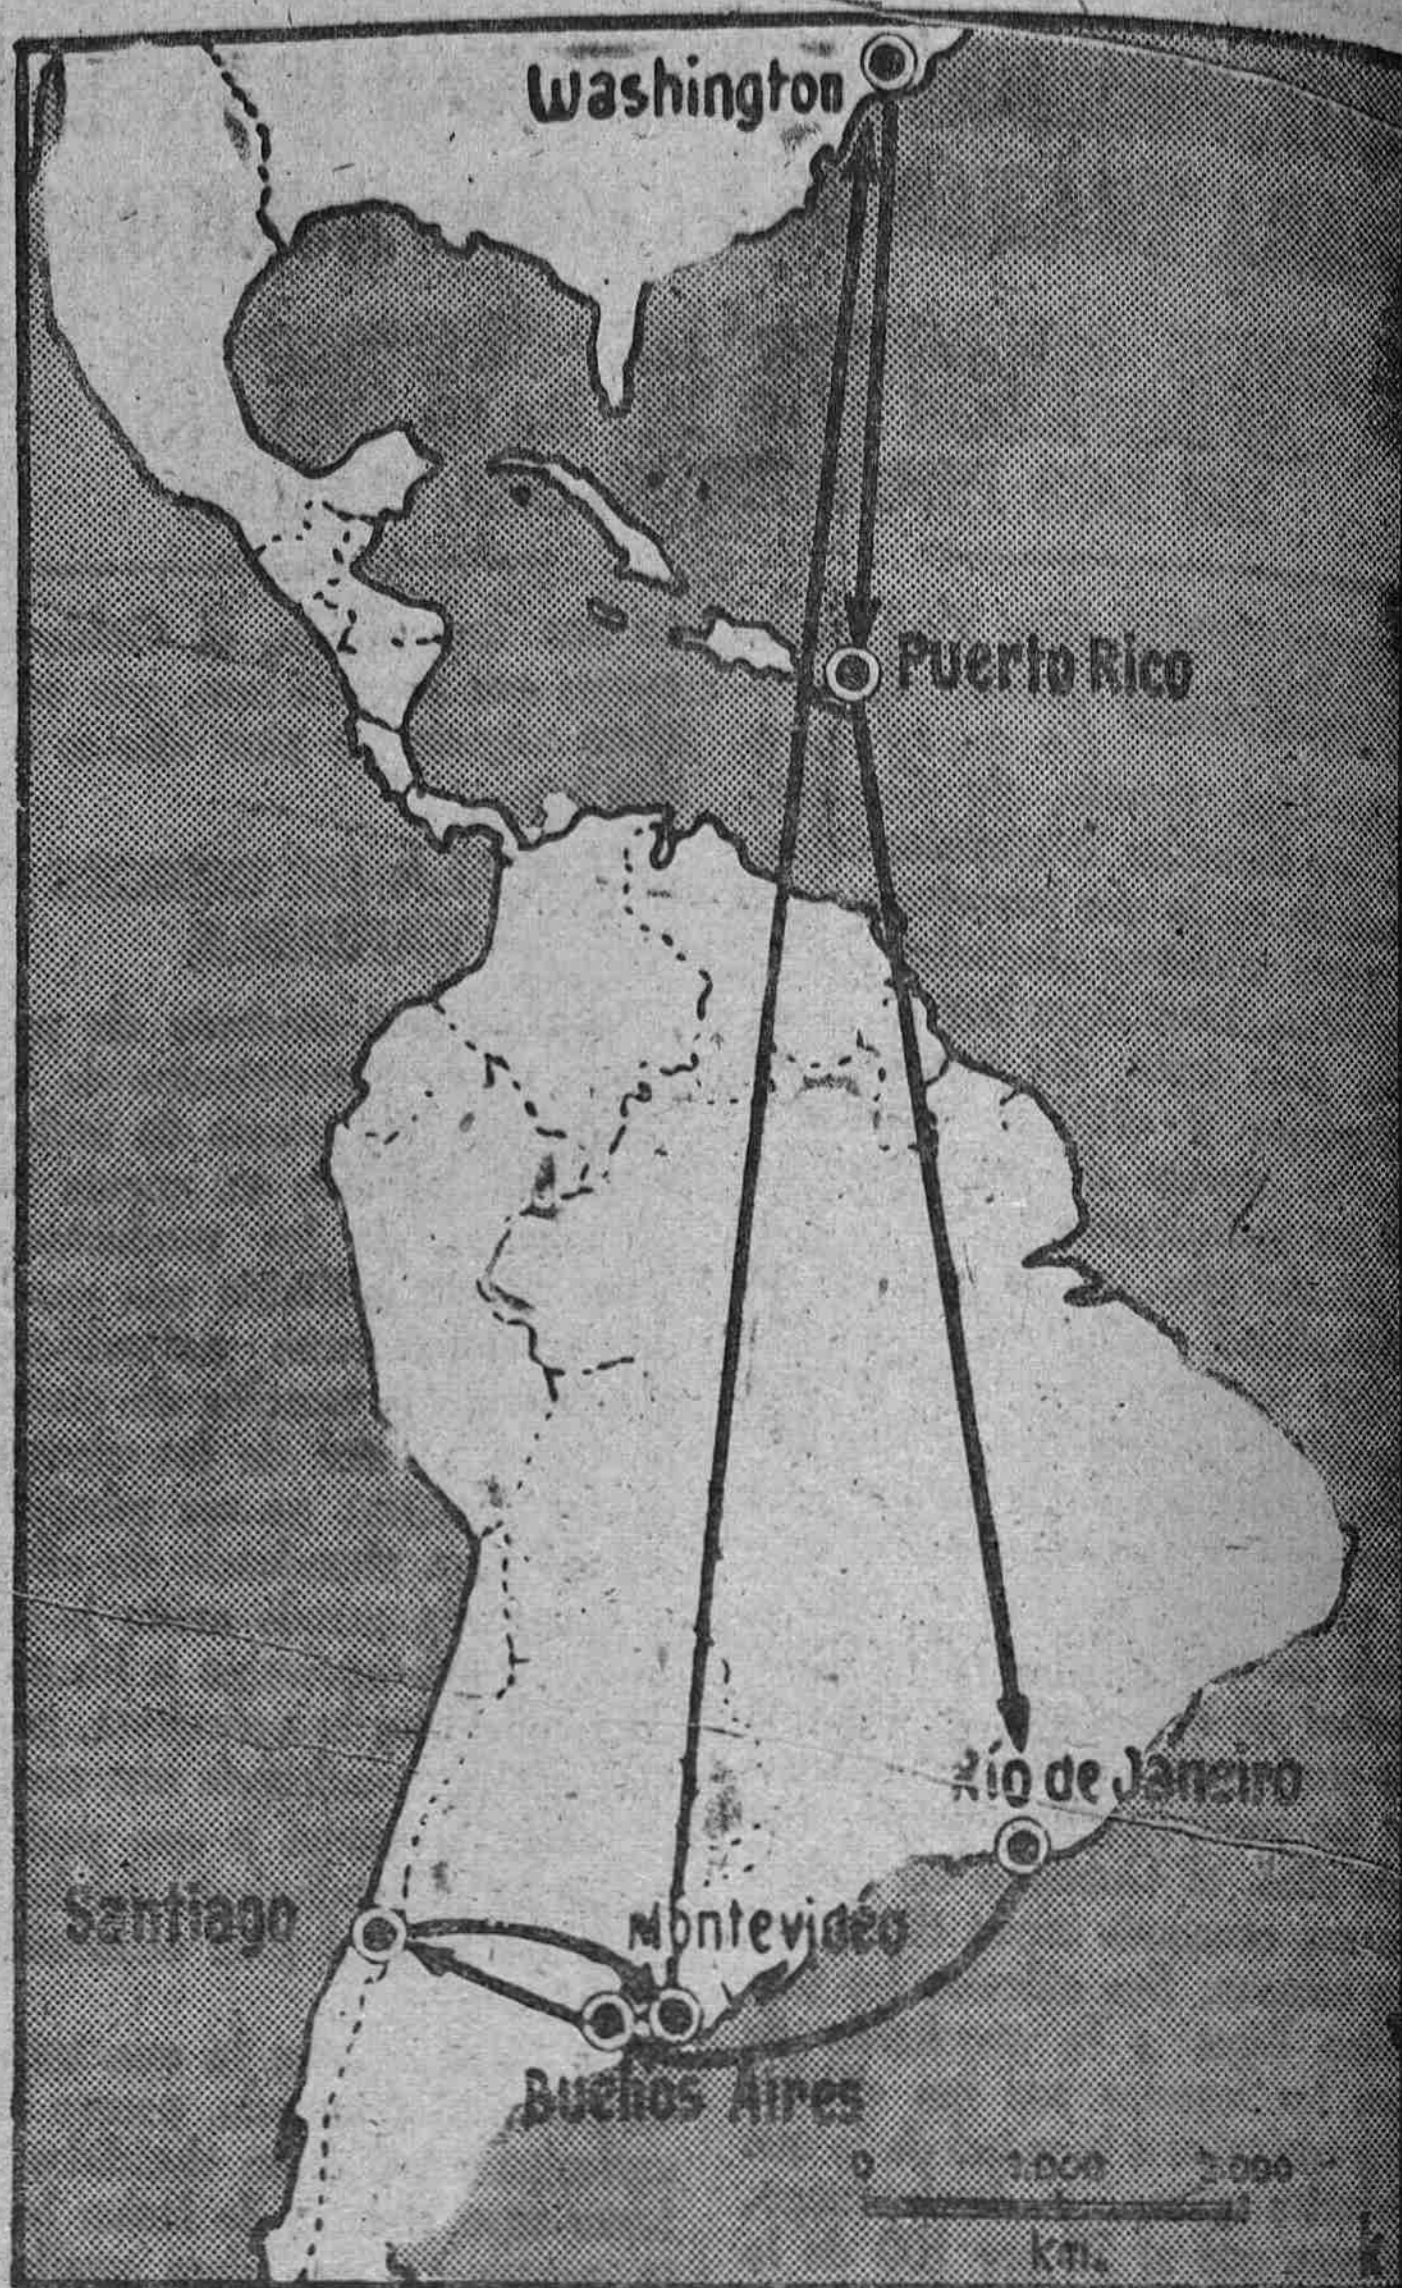 Washington
Puerto Rico
Río de Janeiro
Santiago
Montevideo
Buenos Aires
0 1.000 2.000
Km.